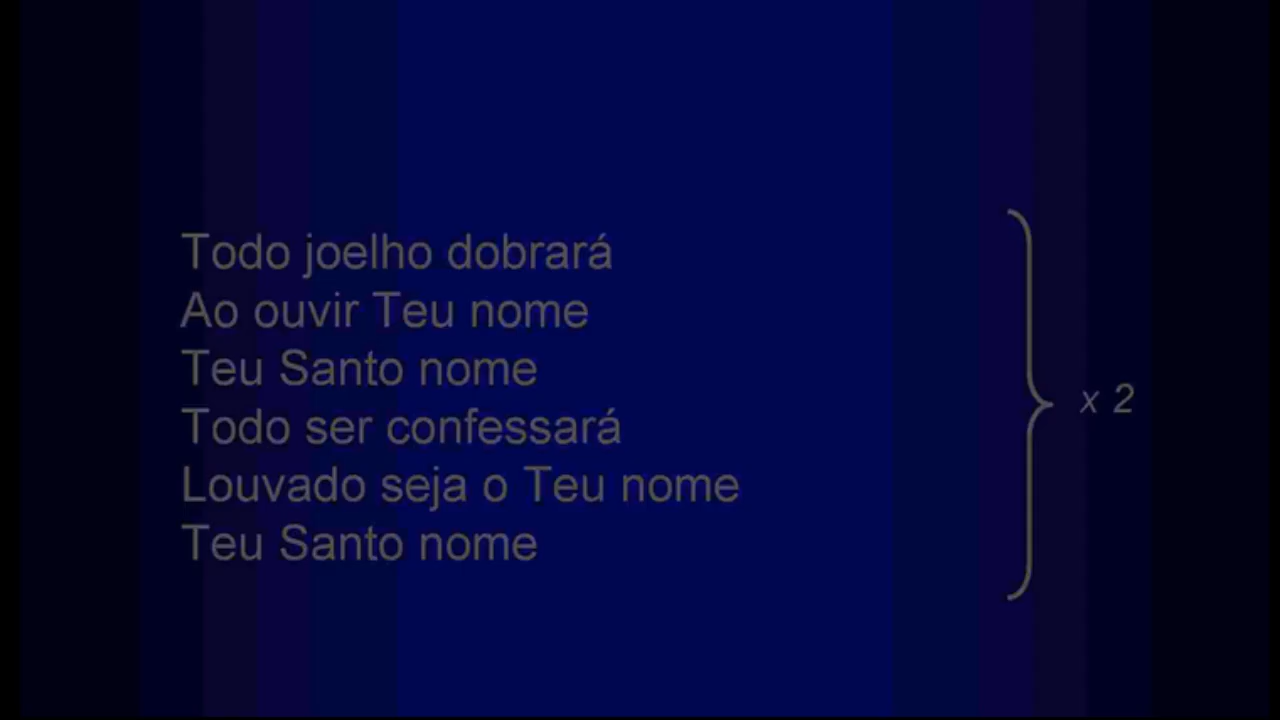 Todo joelho dobrará
Ao ouvir Teu nome
Teu Santo nome
Todo ser confessará
Louvado seja o Teu nome
Teu Santo nome
x 2